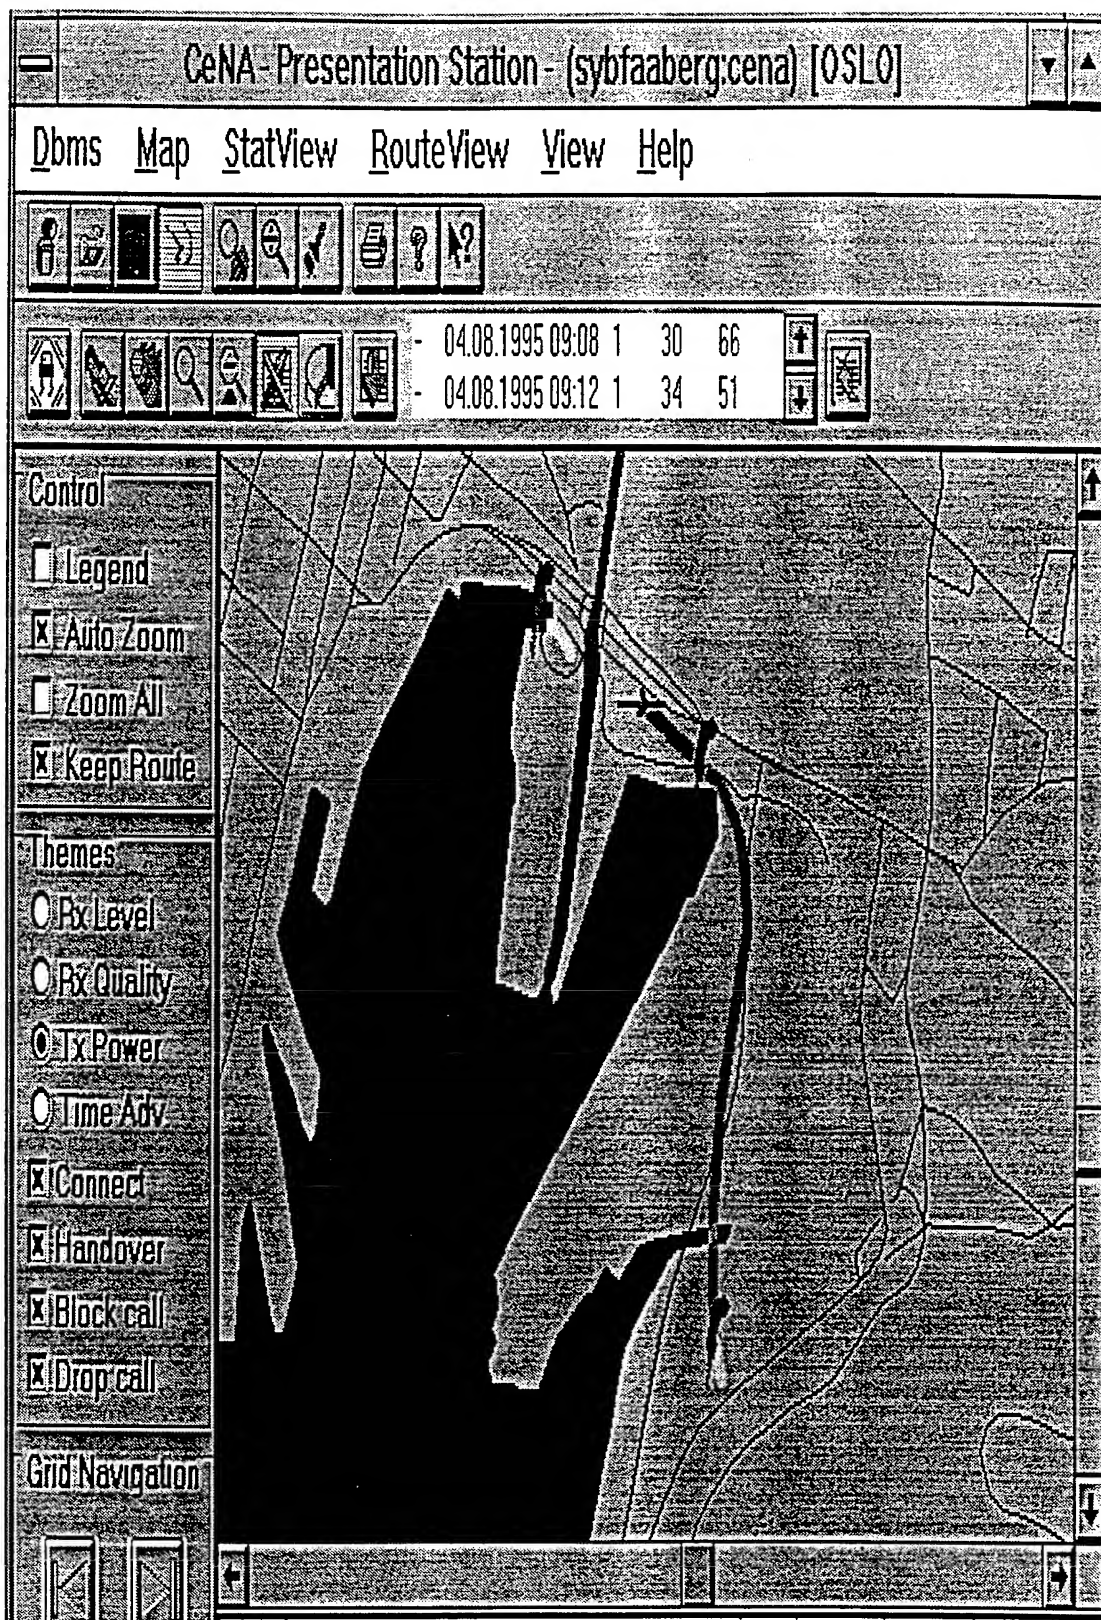 CeNA - Presentation Station - (sybfaaberg:cena) [OSLO]
Dbms Map StatView RouteView View Help
- 04.08.1995 09:08 1 30 66
- 04.08.1995 09:12 1 34 51
Control
Legend
Auto Zoom
Zoom All
Keep Route
Themes
Rx Level
Rx Quality
Tx Power
Time Adv
Connect
Handover
Block call
Drop call
Grid Navigation